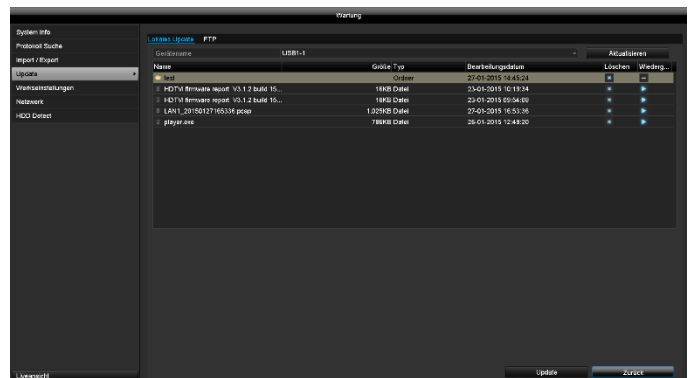 Wartung
System Info
Protokoll Suche
Import / Export
Update
Werkseinstellungen
Netzwerk
HDD Detect
Lokales Update FTP
Gerätename USB1-1 Aktualisieren
Name Größe Typ Bearbeitungsdatum Löschen Wiederg...
test Ordner 27-01-2015 14:45:24
HDTVI firmware report V3.1.2 build 15... 16KB Datei 23-01-2015 10:19:34
HDTVI firmware report V3.1.2 build 15... 16KB Datei 23-01-2015 09:54:00
LAN1_20150127165336.pcap 1.025KB Datei 27-01-2015 16:53:36
player.exe KB Datei 26-01-2015 12:49:20
Liveansicht
Update Zurück